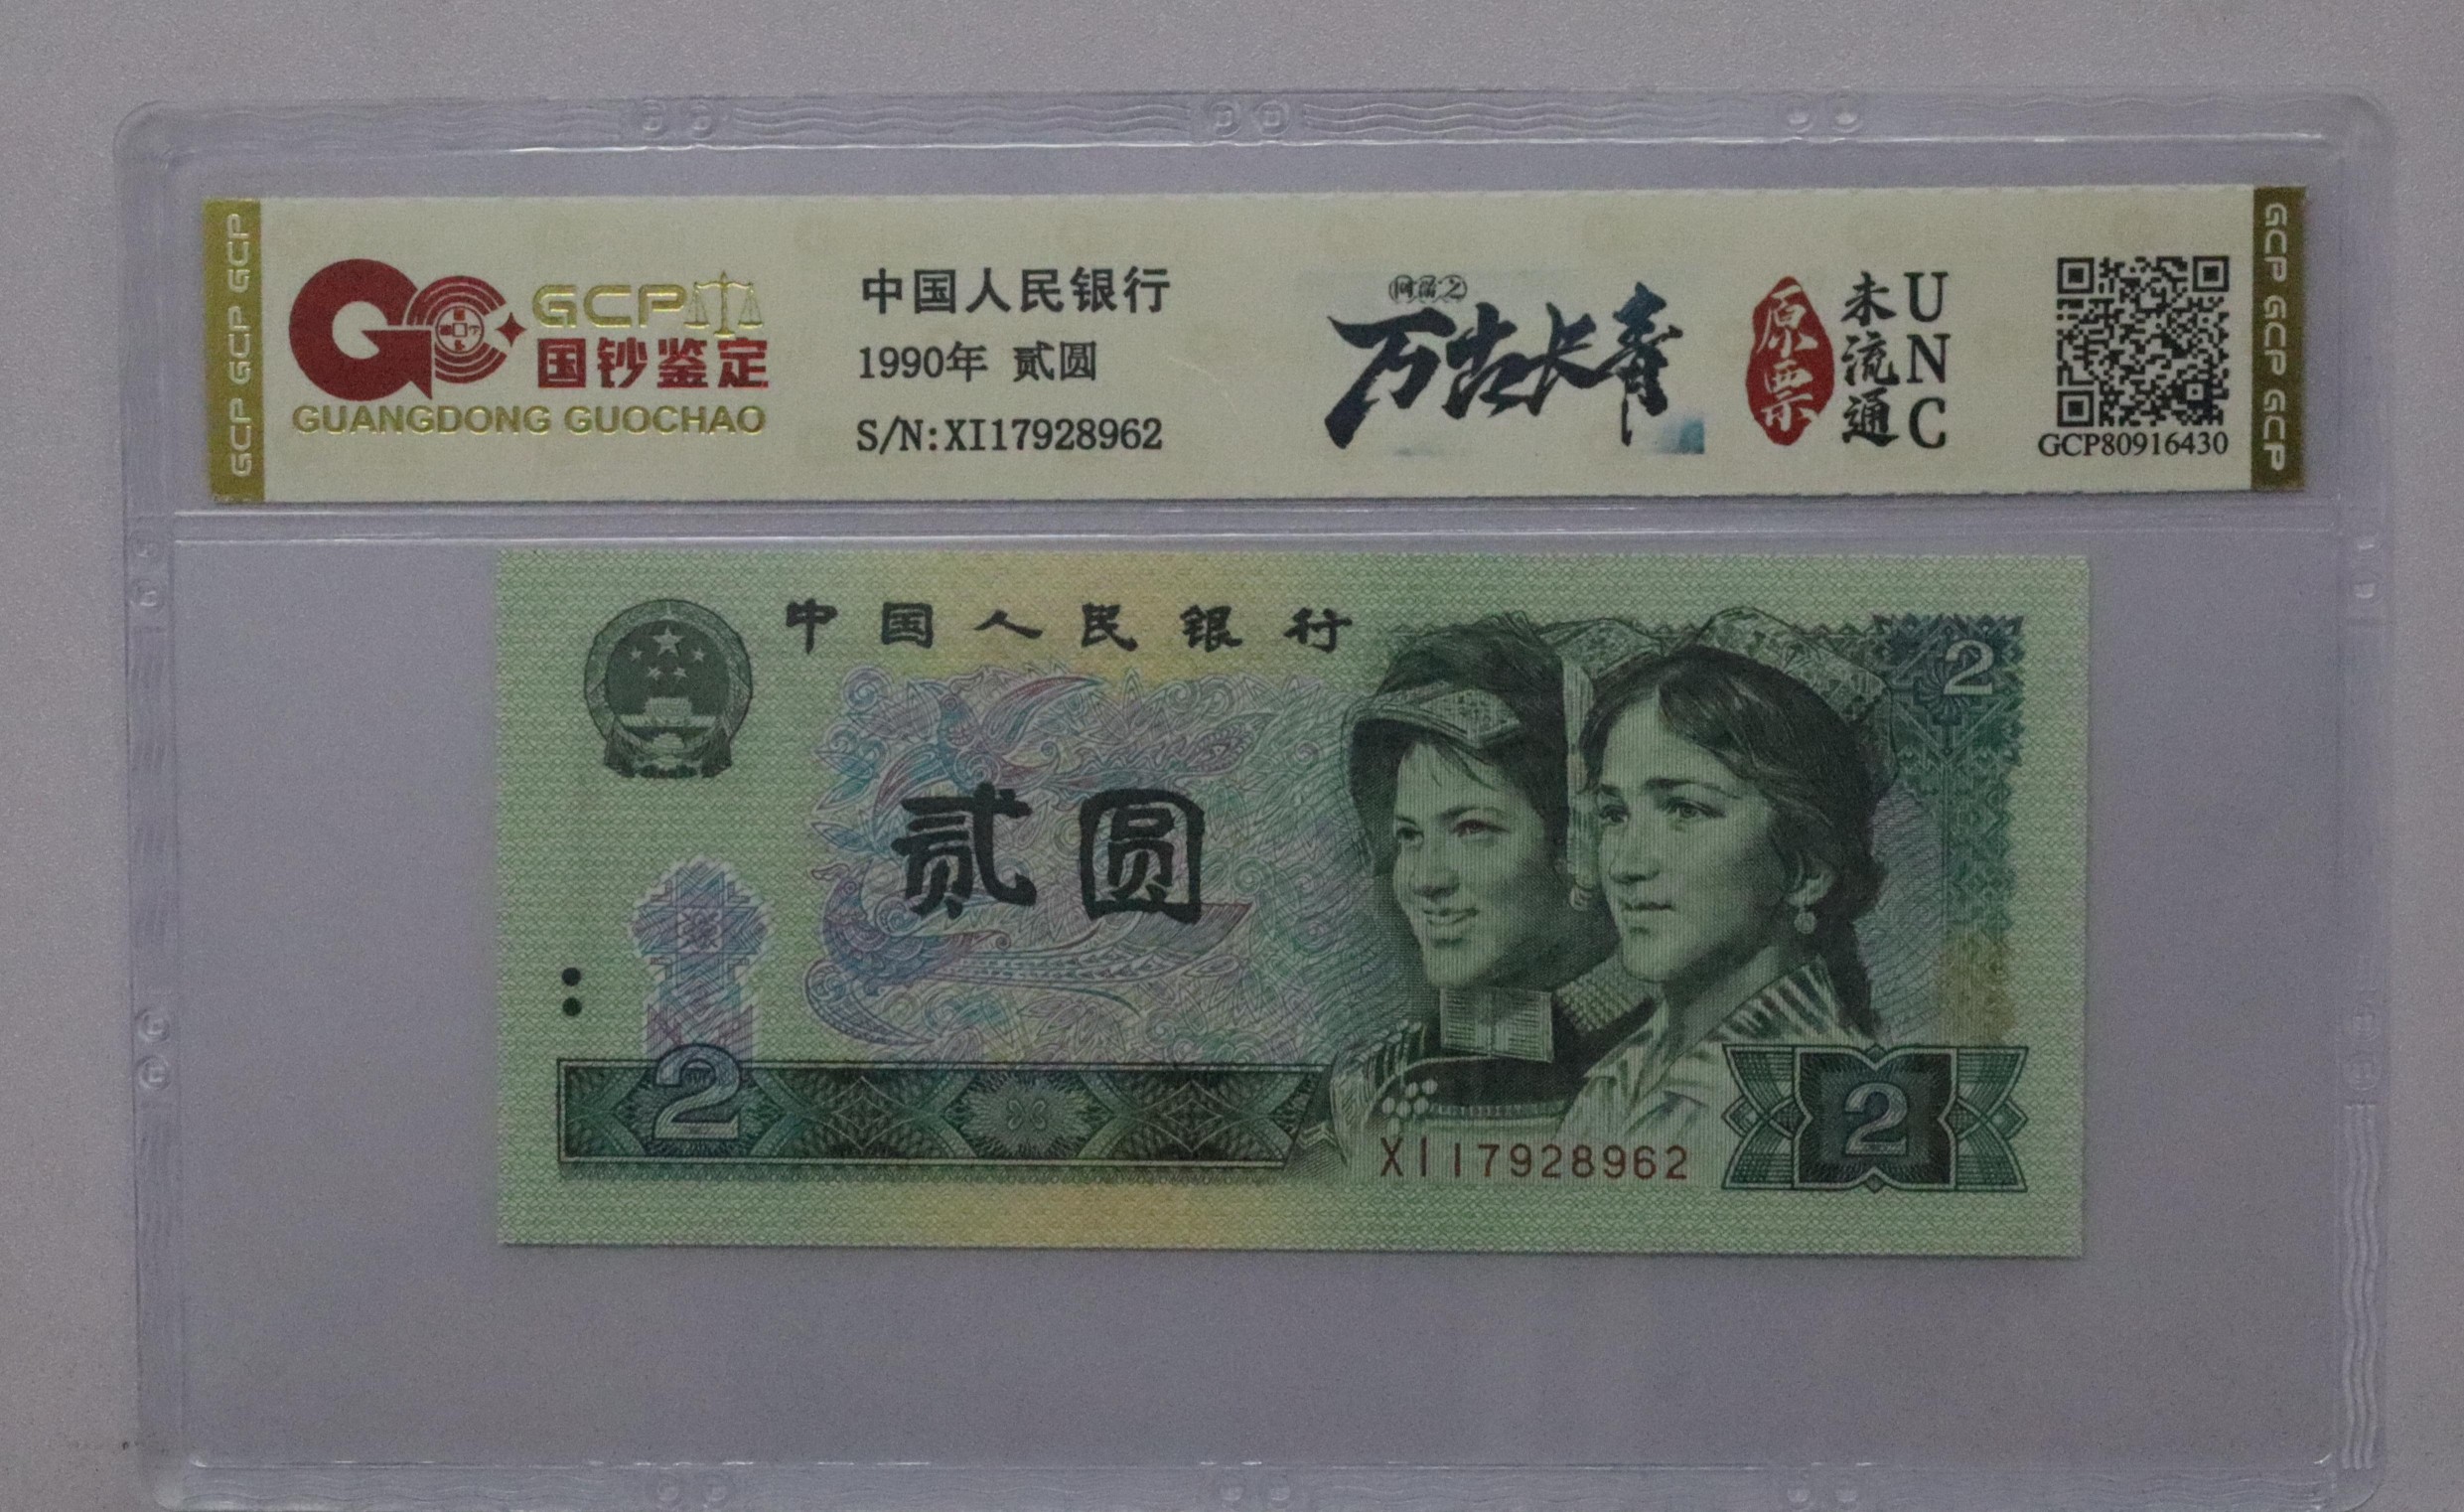 GCP GCP GCP
GCP
国钞鉴定
GUANGDONG GUOCHAO
中国人民银行
1990年 贰圆
S/N:XI17928962
万古长青
原票
未流通
UNC
GCP80916430
GCP GCP GCP
中国人民银行
2
贰圆
2
XI17928962
2